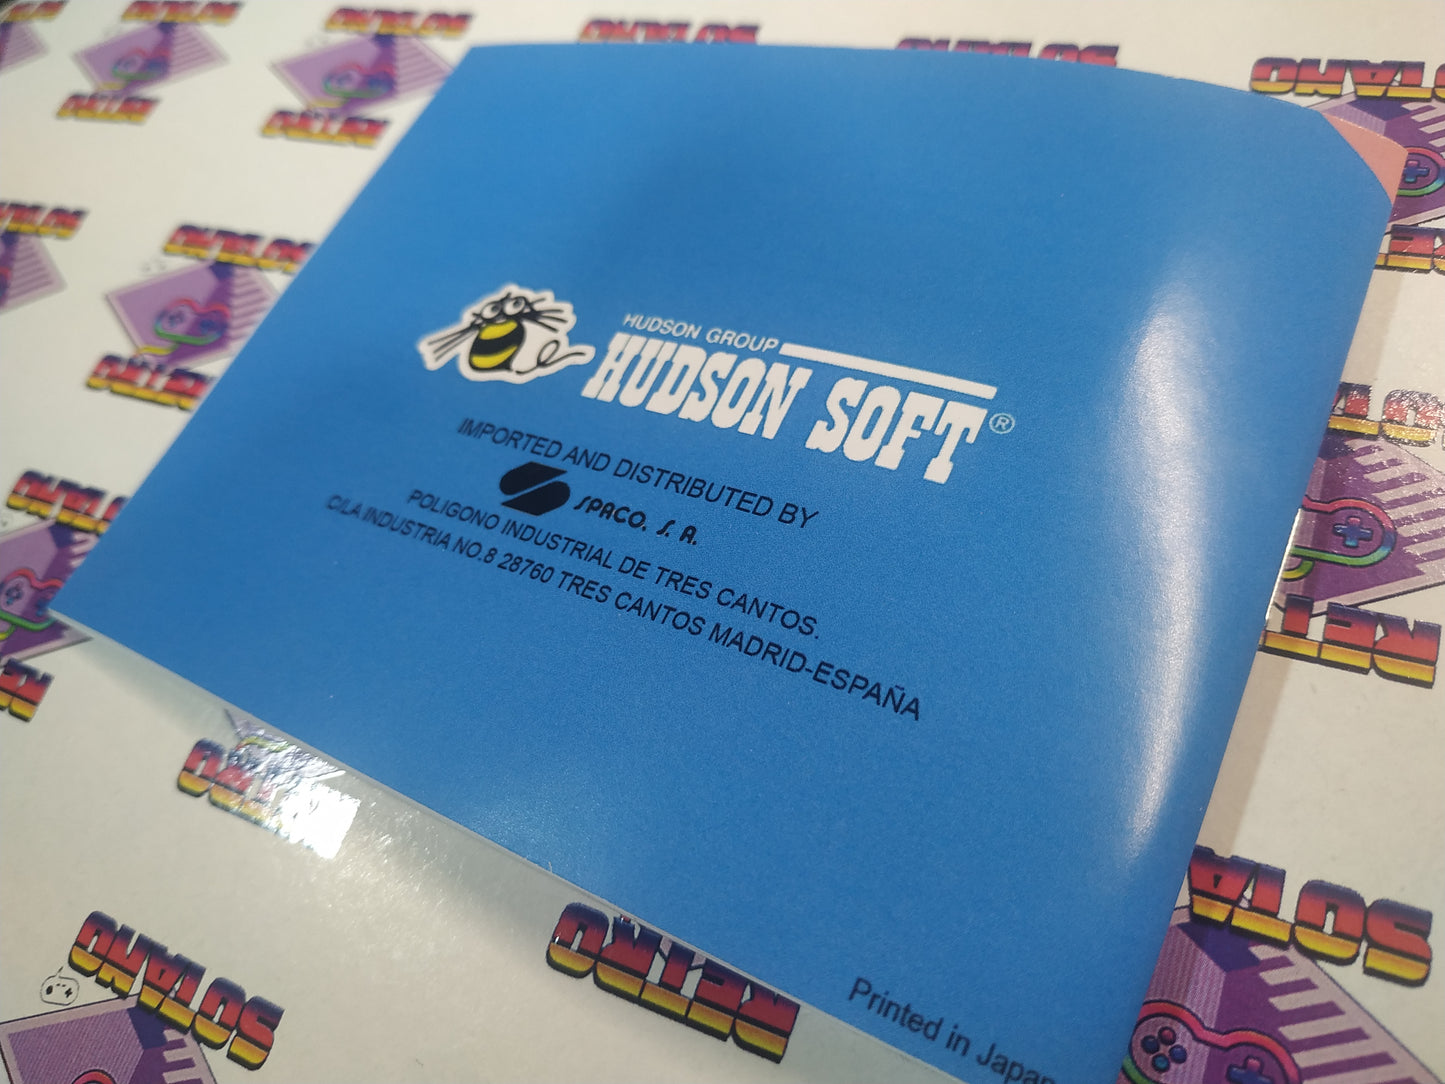 HUDSON GROUP
HUDSON SOFT®
IMPORTED AND DISTRIBUTED BY
SPACO, S. A.
POLIGONO INDUSTRIAL DE TRES CANTOS.
C/LA INDUSTRIA NO.8 28760 TRES CANTOS MADRID-ESPAÑA
Printed in Japan
SOTANO
RETRO